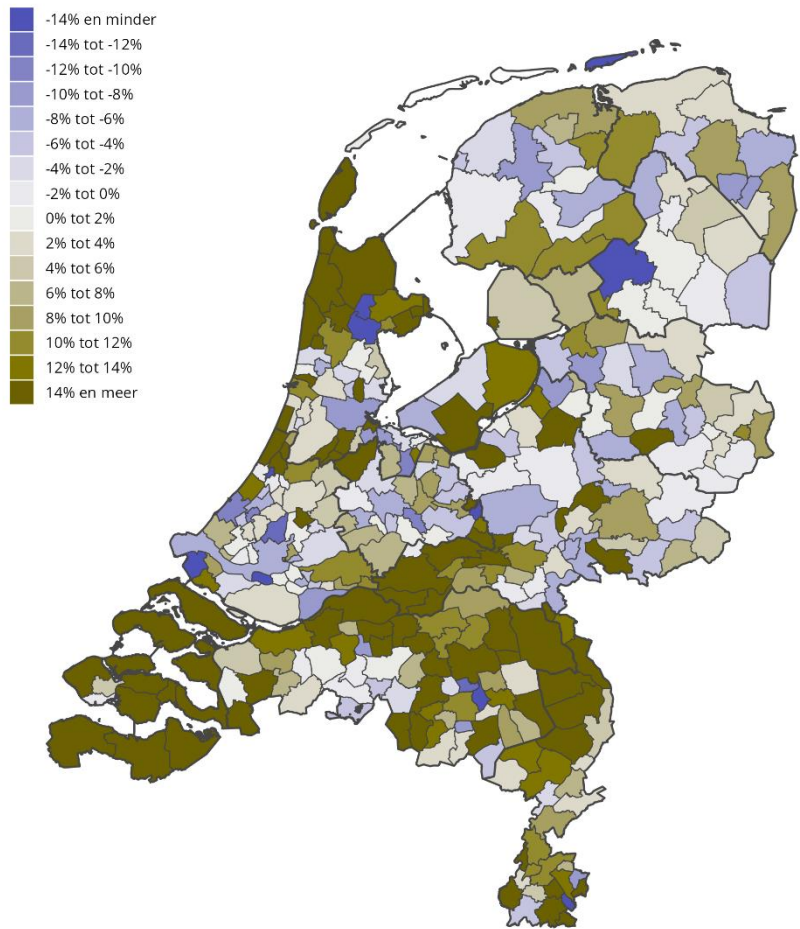 -14% en minder
-14% tot -12%
-12% tot -10%
-10% tot -8%
-8% tot -6%
-6% tot -4%
-4% tot -2%
-2% tot 0%
0% tot 2%
2% tot 4%
4% tot 6%
6% tot 8%
8% tot 10%
10% tot 12%
12% tot 14%
14% en meer